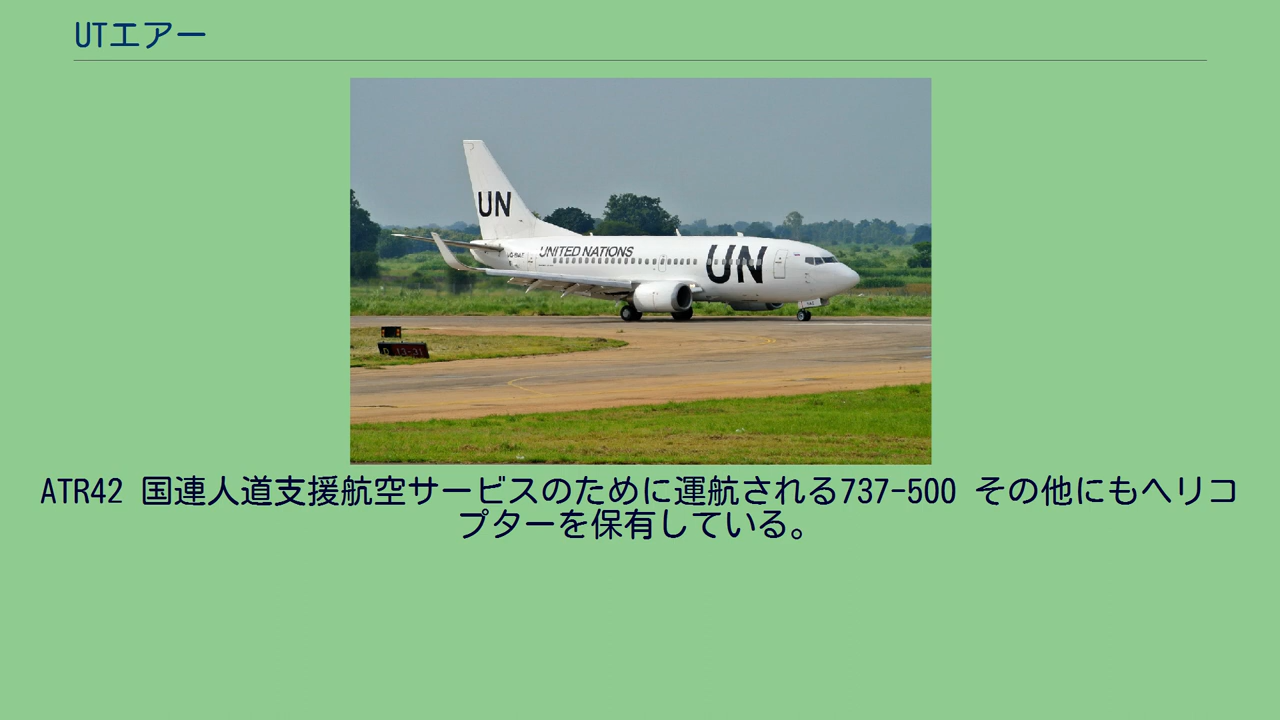 UTエアー
UN
UNITED NATIONS
UN
ATR42 国連人道支援航空サービスのために運航される737-500 その他にもヘリコ
プターを保有している。